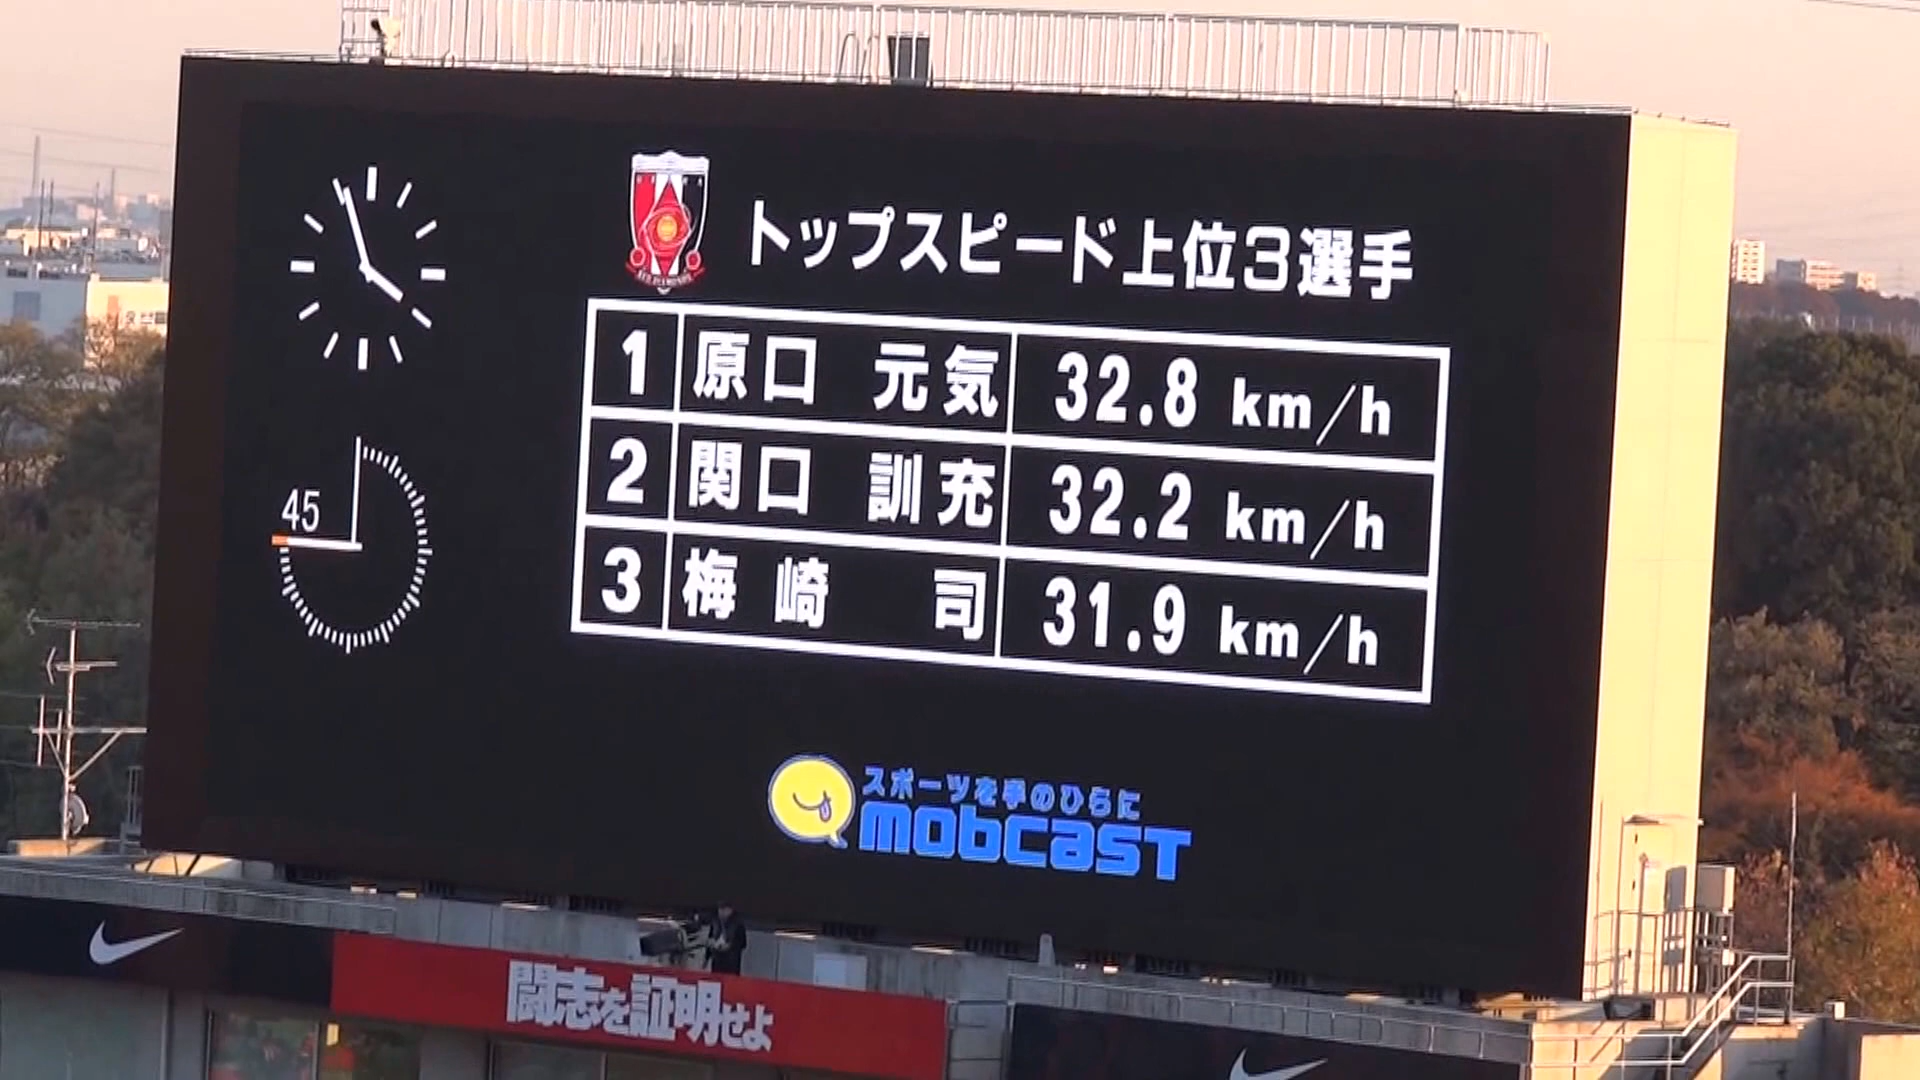 トップスピード上位3選手
1 原口 元気 32.8 km/h
2 関口 訓充 32.2 km/h
3 梅崎 司 31.9 km/h
45
スポーツを手のひらに
mobcast
闘志を証明せよ